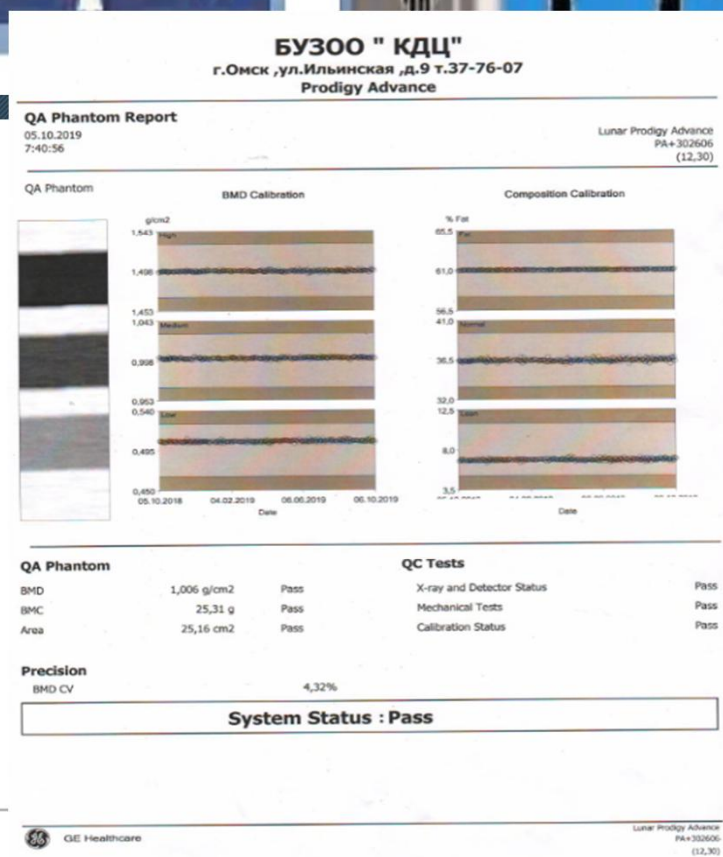 БУЗОО " КДЦ"
г.Омск ,ул.Ильинская ,д.9 т.37-76-07
Prodigy Advance
QA Phantom Report
05.10.2019
7:40:56
Lunar Prodigy Advance
PA+302606
(12,30)
QA Phantom
BMD Calibration
Composition Calibration
g/cm2
1,543
High
1,498
1,453
1,043
Medium
0,998
0,953
0,540
Low
0,495
0,450
05.10.2018 04.02.2019 06.06.2019 06.10.2019
Date
% Fat
65,5
Fat
61,0
56,5
41,0
Normal
36,5
32,0
12,5
Lean
8,0
3,5
Date
QA Phantom
BMD 1,006 g/cm2 Pass
BMC 25,31 g Pass
Area 25,16 cm2 Pass
QC Tests
X-ray and Detector Status Pass
Mechanical Tests Pass
Calibration Status Pass
Precision
BMD CV 4,32%
System Status : Pass
GE Healthcare
Lunar Prodigy Advance
PA+302606
(12,30)